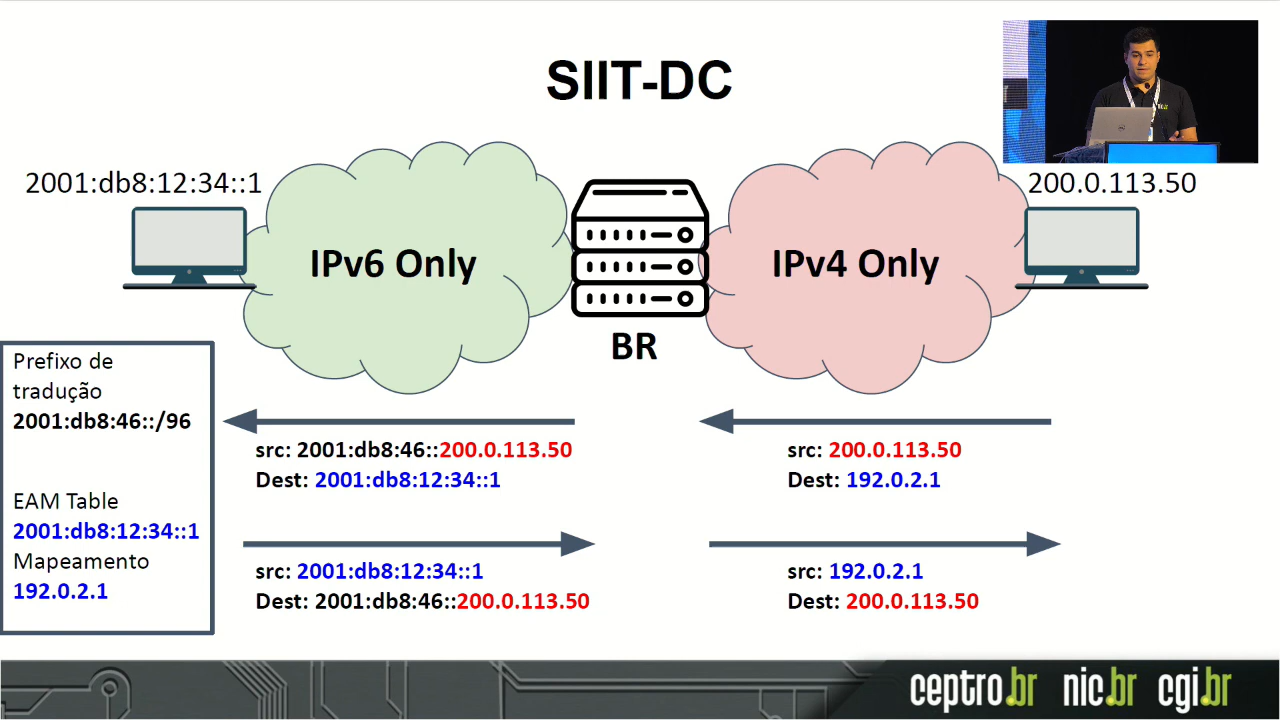 SIIT-DC
2001:db8:12:34::1
200.0.113.50
IPv6 Only
IPv4 Only
BR
Prefixo de
tradução
2001:db8:46::/96
EAM Table
2001:db8:12:34::1
Mapeamento
192.0.2.1
src: 2001:db8:46::200.0.113.50
Dest: 2001:db8:12:34::1
src: 200.0.113.50
Dest: 192.0.2.1
src: 2001:db8:12:34::1
Dest: 2001:db8:46::200.0.113.50
src: 192.0.2.1
Dest: 200.0.113.50
ceptro.br nic.br cgi.br